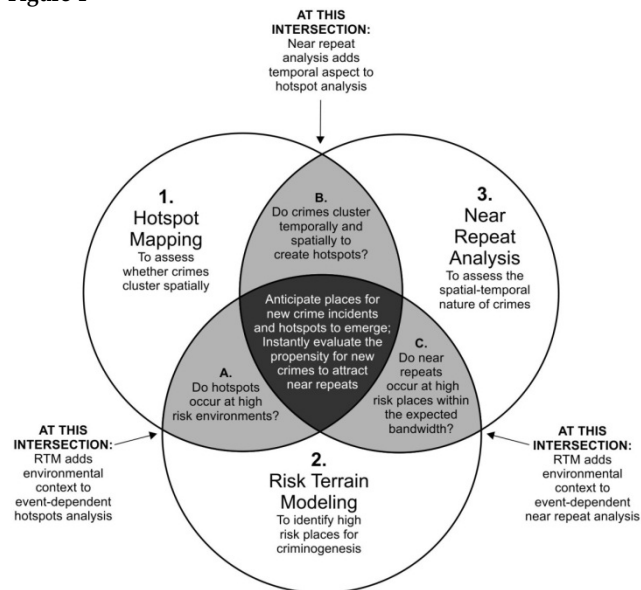 Figure 1
AT THIS
INTERSECTION:
Near repeat
analysis adds
temporal aspect to
hotspot analysis
1.
Hotspot
Mapping
To assess
whether crimes
cluster spatially
B.
Do crimes cluster
temporally and
spatially to
create hotspots?
3.
Near
Repeat
Analysis
To assess the
spatial-temporal
nature of crimes
Anticipate places for
new crime incidents
and hotspots to emerge;
Instantly evaluate the
propensity for new
crimes to attract
near repeats
A.
Do hotspots
occur at high
risk environments?
C.
Do near
repeats
occur at high
risk places within
the expected
bandwidth?
AT THIS
INTERSECTION:
RTM adds
environmental
context to
event-dependent
hotspots analysis
2.
Risk Terrain
Modeling
To identify high
risk places for
criminogenesis
AT THIS
INTERSECTION:
RTM adds
environmental
context to
event-dependent
near repeat analysis